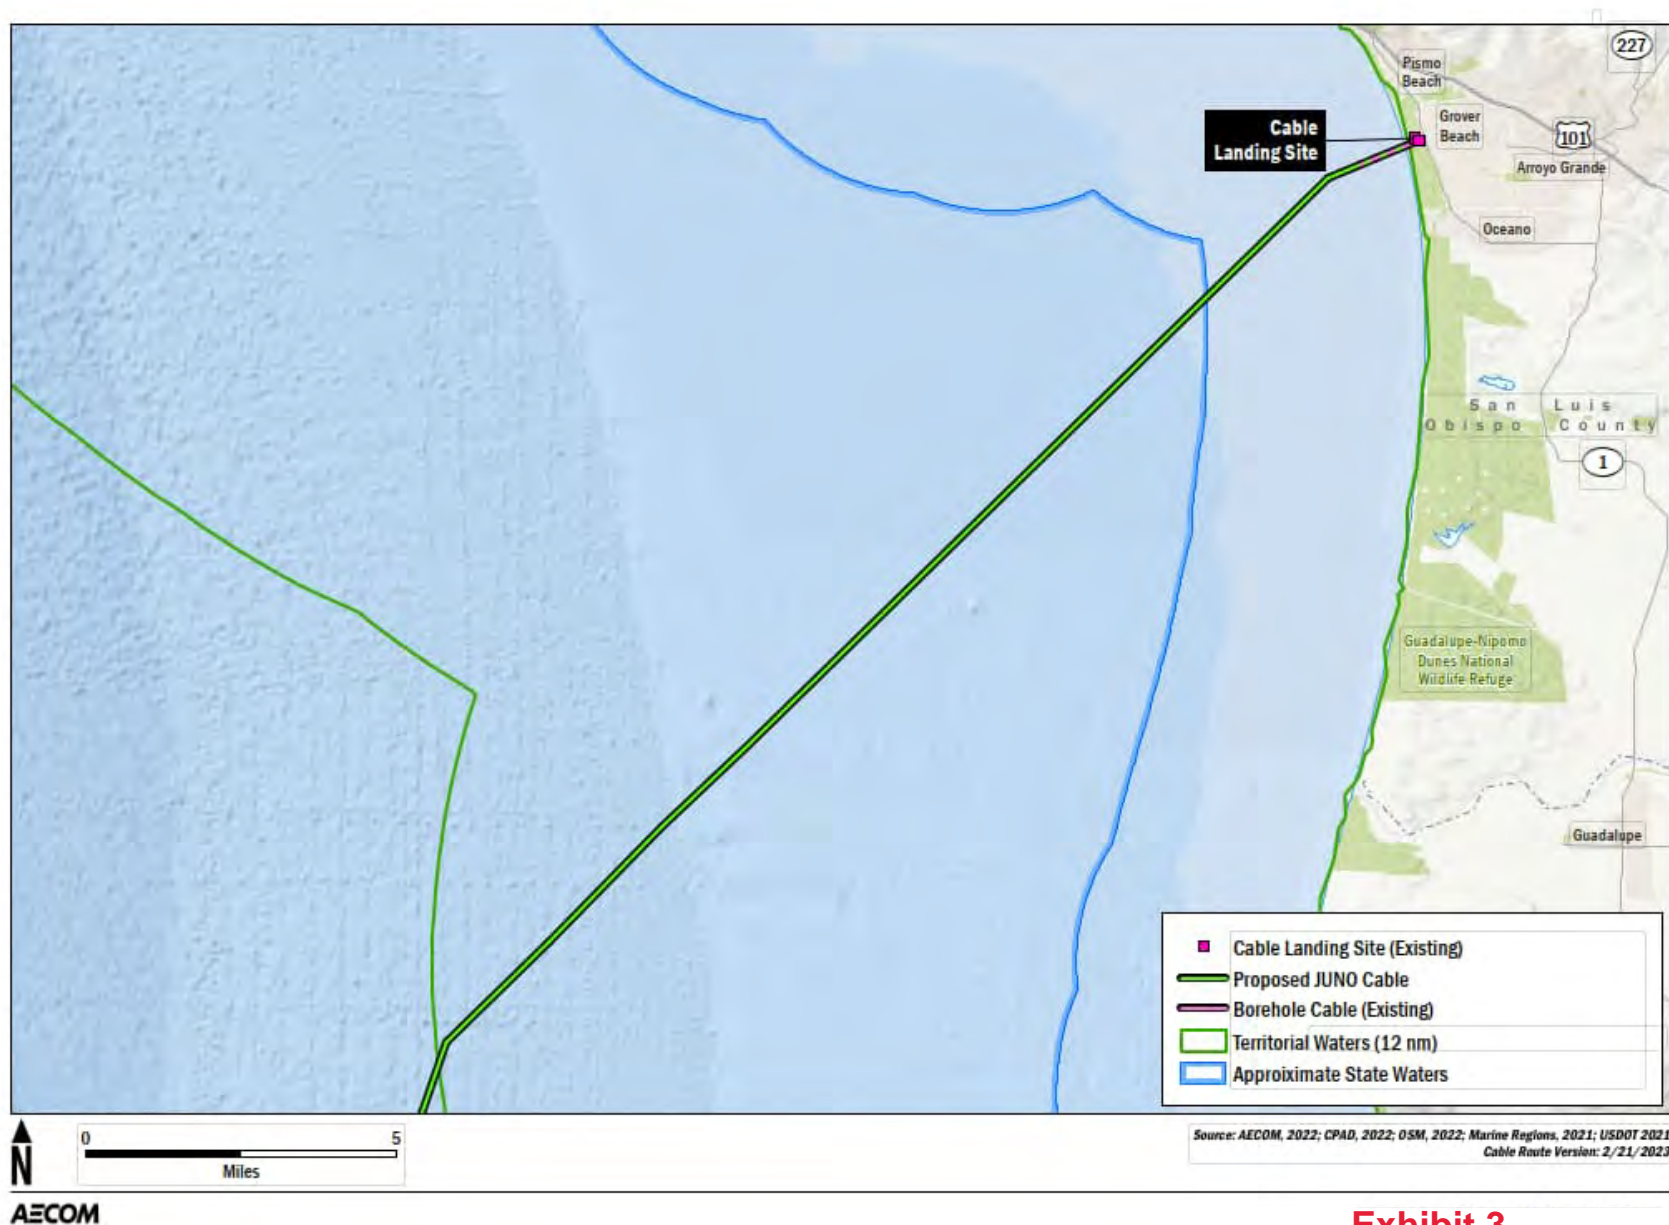 227
Pismo
Beach
Cable
Landing Site
Grover
Beach
101
Arroyo Grande
Oceano
San Luis
Obispo County
1
Guadalupe-Nipomo
Dunes National
Wildlife Refuge
Guadalupe
Cable Landing Site (Existing)
Proposed JUNO Cable
Borehole Cable (Existing)
Territorial Waters (12 nm)
Approiximate State Waters
N
0 5
Miles
Source: AECOM, 2022; CPAD, 2022; OSM, 2022; Marine Regions, 2021; USDOT 2021
Cable Route Version: 2/21/2023
AECOM
Exhibit 3